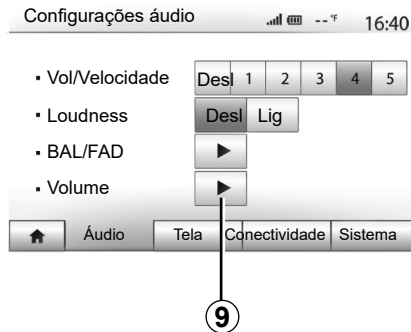 Configurações áudio --°F 16:40
Vol/Velocidade Desl 1 2 3 4 5
Loudness Desl Lig
BAL/FAD
Volume
Áudio Tela Conectividade Sistema
9